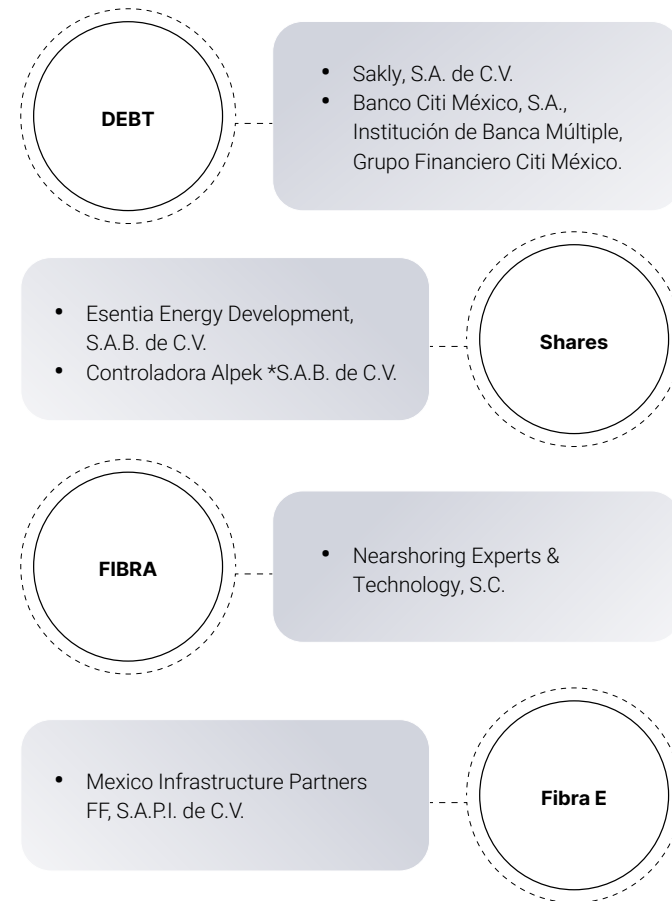 DEBT
• Sakly, S.A. de C.V.
• Banco Citi México, S.A.,
Institución de Banca Múltiple,
Grupo Financiero Citi México.
• Esentia Energy Development,
S.A.B. de C.V.
• Controladora Alpek *S.A.B. de C.V.
Shares
FIBRA
• Nearshoring Experts &
Technology, S.C.
• Mexico Infrastructure Partners
FF, S.A.P.I. de C.V.
Fibra E